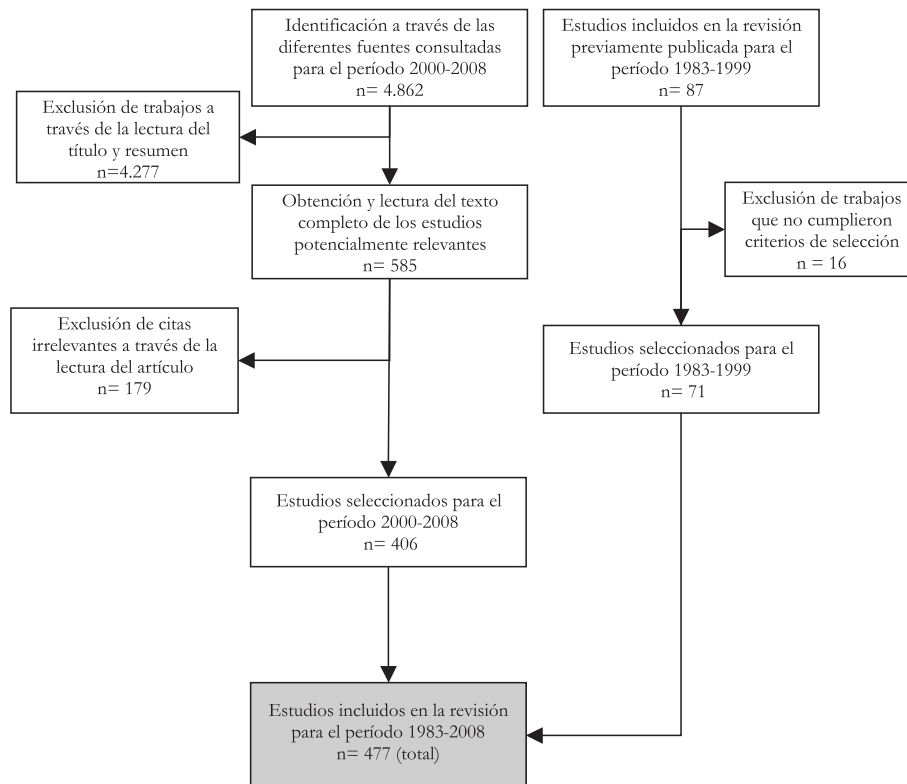 Identificación a través de las
diferentes fuentes consultadas
para el período 2000-2008
n= 4.862
Estudios incluidos en la revisión
previamente publicada para el
período 1983-1999
n= 87
Exclusión de trabajos a
través de la lectura del
título y resumen
n=4.277
Obtención y lectura del texto
completo de los estudios
potencialmente relevantes
n= 585
Exclusión de trabajos
que no cumplieron
criterios de selección
n = 16
Exclusión de citas
irrelevantes a través de la
lectura del artículo
n= 179
Estudios seleccionados para el
período 1983-1999
n= 71
Estudios seleccionados para el
período 2000-2008
n= 406
Estudios incluidos en la revisión
para el período 1983-2008
n= 477 (total)